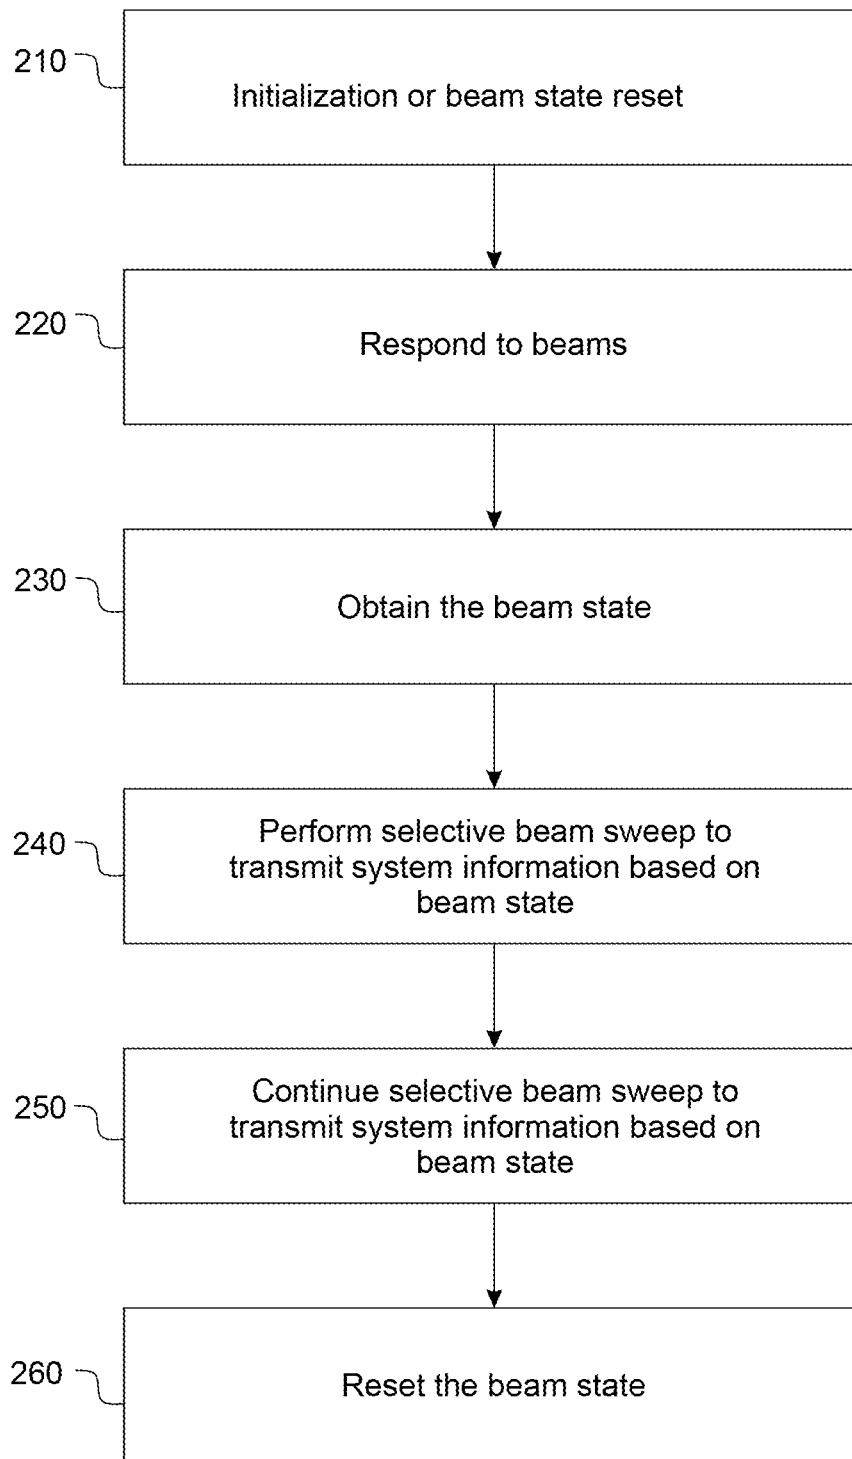 210
Initialization or beam state reset
220
Respond to beams
230
Obtain the beam state
240
Perform selective beam sweep to
transmit system information based on
beam state
250
Continue selective beam sweep to
transmit system information based on
beam state
260
Reset the beam state